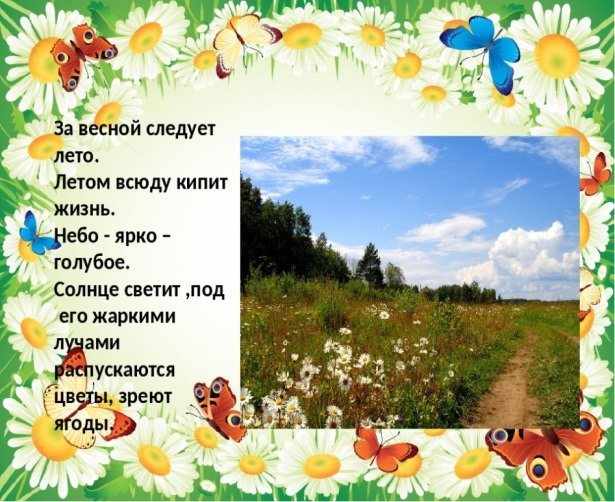 За весной следует
лето.
Летом всюду кипит
жизнь.
Небо - ярко –
голубое.
Солнце светит ,под
его жаркими
лучами
распускаются
цветы, зреют
ягоды.